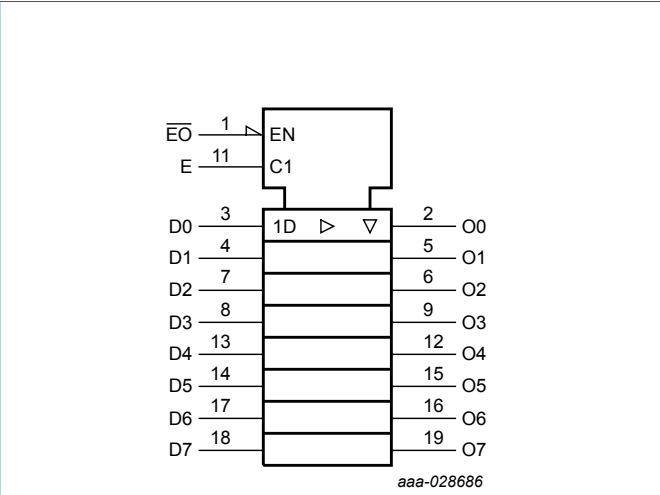 E̅O̅ 1 EN
E 11 C1
D0 3 1D 2 O0
D1 4 5 O1
D2 7 6 O2
D3 8 9 O3
D4 13 12 O4
D5 14 15 O5
D6 17 16 O6
D7 18 19 O7
aaa-028686